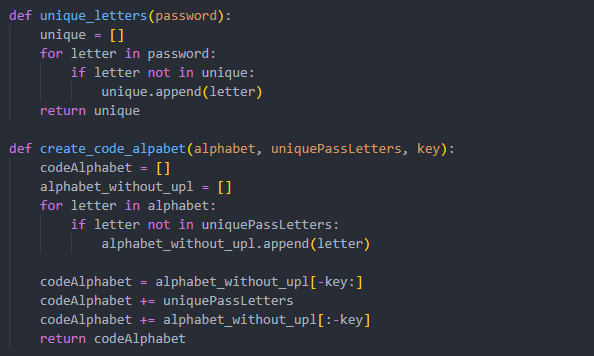 def unique_letters(password):
    unique = []
    for letter in password:
        if letter not in unique:
            unique.append(letter)
    return unique

def create_code_alpabet(alphabet, uniquePassLetters, key):
    codeAlphabet = []
    alphabet_without_upl = []
    for letter in alphabet:
        if letter not in uniquePassLetters:
            alphabet_without_upl.append(letter)

    codeAlphabet = alphabet_without_upl[-key:]
    codeAlphabet += uniquePassLetters
    codeAlphabet += alphabet_without_upl[:-key]
    return codeAlphabet